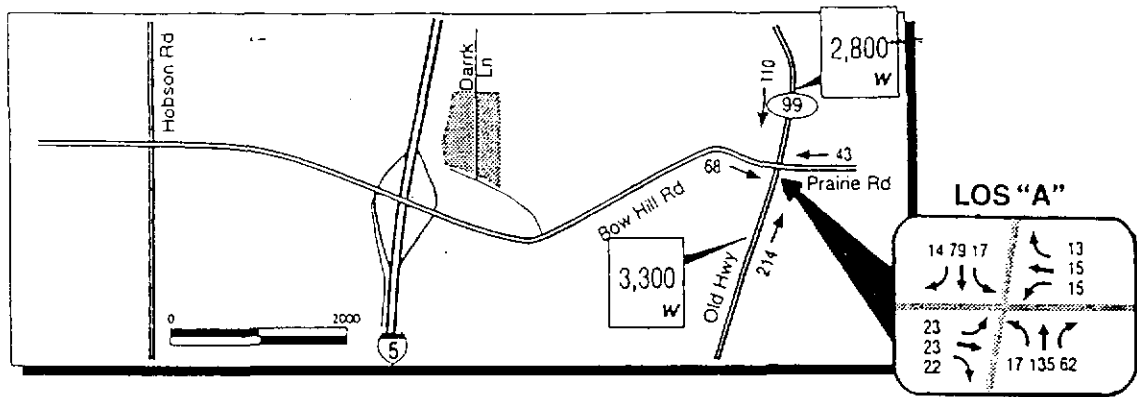 Hobson Rd
Darrk
Ln
110
2,800
w
99
43
68
Prairie Rd
LOS "A"
Bow Hill Rd
14 79 17
13
15
15
3,300
w
Old Hwy
214
23
23
22
17 135 62
0
2000
5